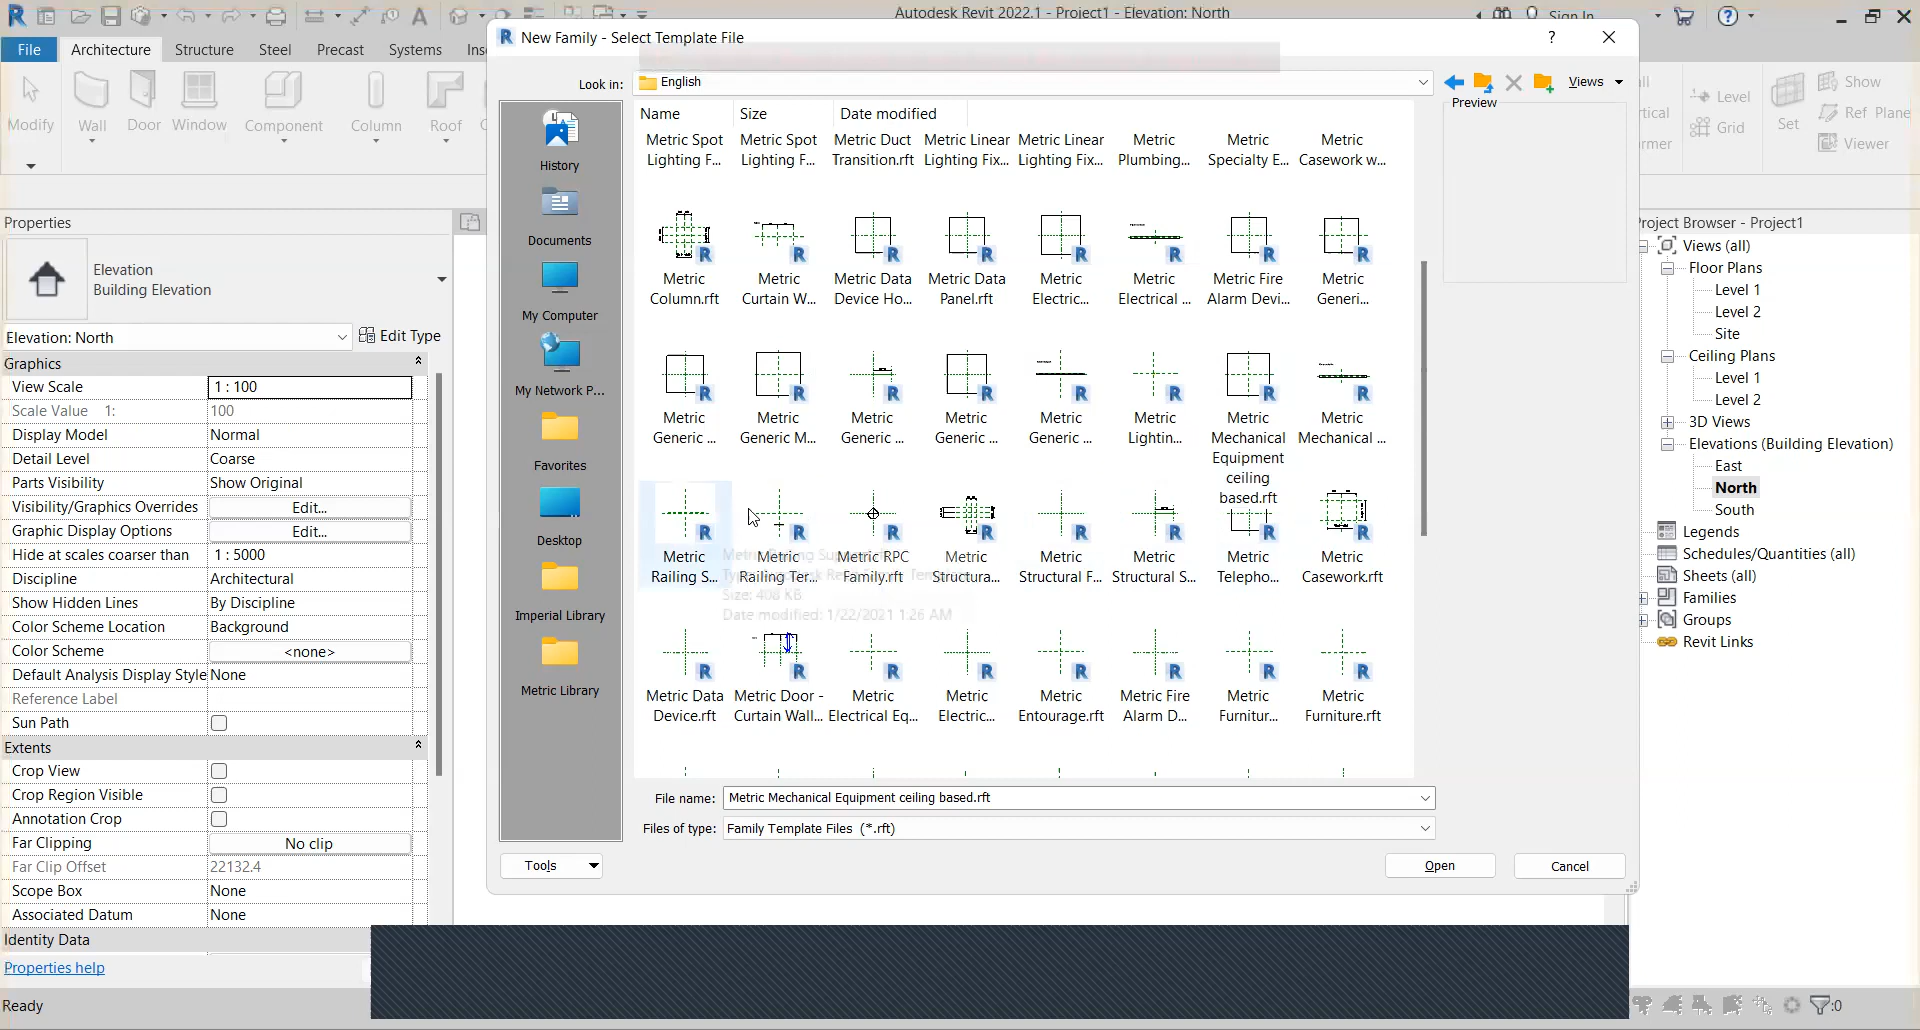 Autodesk Revit 2022.1 - Project1 - Elevation: North
Sign In
File
Architecture
Structure
Steel
Precast
Systems
Modify
Wall
Door
Window
Component
Column
Roof
Level
Grid
Set
Show
Ref Plane
Viewer
Properties
Elevation
Building Elevation
Elevation: North
Edit Type
Graphics
View Scale 1 : 100
Scale Value 1: 100
Display Model Normal
Detail Level Coarse
Parts Visibility Show Original
Visibility/Graphics Overrides Edit...
Graphic Display Options Edit...
Hide at scales coarser than 1 : 5000
Discipline Architectural
Show Hidden Lines By Discipline
Color Scheme Location Background
Color Scheme <none>
Default Analysis Display Style None
Reference Label
Sun Path
Extents
Crop View
Crop Region Visible
Annotation Crop
Far Clipping No clip
Far Clip Offset 22132.4
Scope Box None
Associated Datum None
Identity Data
Properties help
Ready
New Family - Select Template File
Look in: English
Views
Preview
History
Documents
My Computer
My Network P...
Favorites
Desktop
Imperial Library
Metric Library
Name Size Date modified
Metric Spot Lighting F...
Metric Spot Lighting F...
Metric Duct Transition.rft
Metric Linear Lighting Fix...
Metric Linear Lighting Fix...
Metric Plumbing...
Metric Specialty E...
Metric Casework w...
Metric Column.rft
Metric Curtain W...
Metric Data Device Ho...
Metric Data Panel.rft
Metric Electric...
Metric Electrical ...
Metric Fire Alarm Devi...
Metric Generi...
Metric Generic ...
Metric Generic M...
Metric Generic ...
Metric Generic ...
Metric Generic ...
Metric Lightin...
Metric Mechanical Equipment ceiling based.rft
Metric Mechanical ...
Metric Railing S...
Metric Railing Ter...
Metric RPC Family.rft
Metric Structura...
Metric Structural F...
Metric Structural S...
Metric Telepho...
Metric Casework.rft
Size: 408 KB
Date modified: 1/22/2021 1:26 AM
Metric Data Device.rft
Metric Door - Curtain Wall...
Metric Electrical Eq...
Metric Electric...
Metric Entourage.rft
Metric Fire Alarm D...
Metric Furnitur...
Metric Furniture.rft
File name: Metric Mechanical Equipment ceiling based.rft
Files of type: Family Template Files (*.rft)
Tools
Open
Cancel
Project Browser - Project1
Views (all)
Floor Plans
Level 1
Level 2
Site
Ceiling Plans
Level 1
Level 2
3D Views
Elevations (Building Elevation)
East
North
South
Legends
Schedules/Quantities (all)
Sheets (all)
Families
Groups
Revit Links
:0